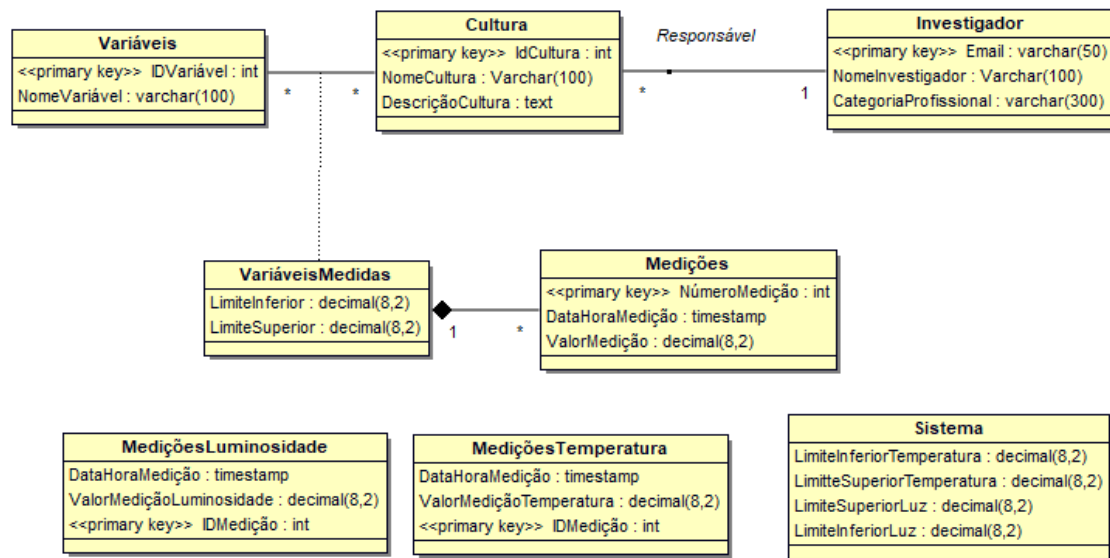 Variáveis
<<primary key>> IDVariável : int
NomeVariável : varchar(100)
*
*
Cultura
<<primary key>> IdCultura : int
NomeCultura : Varchar(100)
DescriçãoCultura : text
Responsável
*
1
Investigador
<<primary key>> Email : varchar(50)
NomeInvestigador : Varchar(100)
CategoriaProfissional : varchar(300)
VariáveisMedidas
LimiteInferior : decimal(8,2)
LimiteSuperior : decimal(8,2)
1
*
Medições
<<primary key>> NúmeroMedição : int
DataHoraMedição : timestamp
ValorMedição : decimal(8,2)
MediçõesLuminosidade
DataHoraMedição : timestamp
ValorMediçãoLuminosidade : decimal(8,2)
<<primary key>> IDMedição : int
MediçõesTemperatura
DataHoraMedição : timestamp
ValorMediçãoTemperatura : decimal(8,2)
<<primary key>> IDMedição : int
Sistema
LimiteInferiorTemperatura : decimal(8,2)
LimitteSuperiorTemperatura : decimal(8,2)
LimiteSuperiorLuz : decimal(8,2)
LimiteInferiorLuz : decimal(8,2)